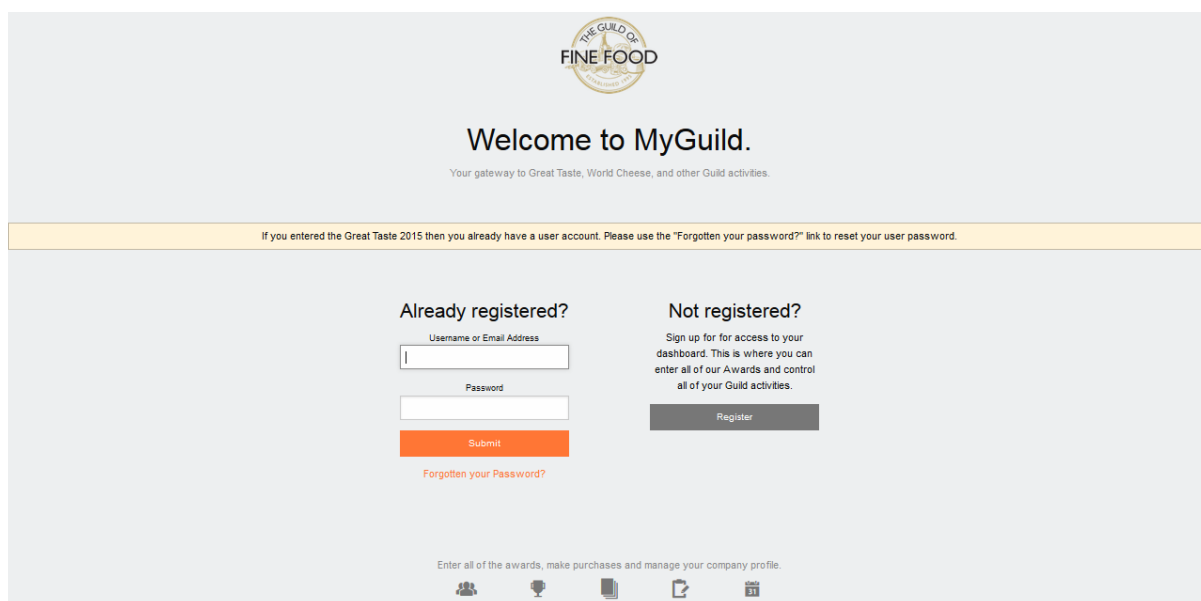 THE GUILD OF
FINE FOOD
Welcome to MyGuild.
Your gateway to Great Taste, World Cheese, and other Guild activities.
If you entered the Great Taste 2015 then you already have a user account. Please use the "Forgotten your password?" link to reset your user password.
Already registered?
Username or Email Address
Password
Submit
Forgotten your Password?
Not registered?
Sign up for for access to your
dashboard. This is where you can
enter all of our Awards and control
all of your Guild activities.
Register
Enter all of the awards, make purchases and manage your company profile.
31